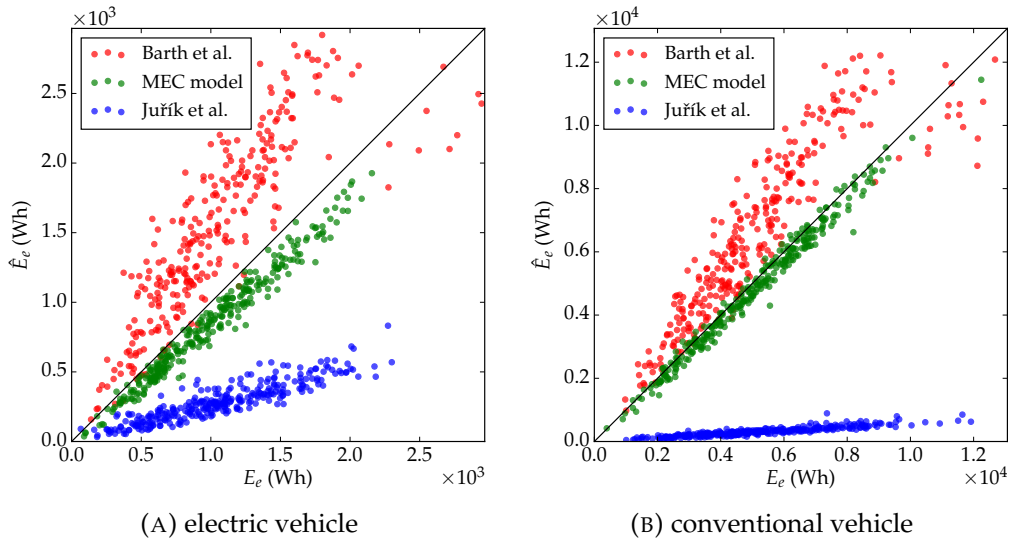 ×10³
2.5
2.0
1.5
1.0
0.5
0.0
Ê_e (Wh)
Barth et al.
MEC model
Juřík et al.
0.0 0.5 1.0 1.5 2.0 2.5
E_e (Wh)
×10³
(A) electric vehicle
×10⁴
1.2
1.0
0.8
0.6
0.4
0.2
0.0
Ê_e (Wh)
Barth et al.
MEC model
Juřík et al.
0.0 0.2 0.4 0.6 0.8 1.0 1.2
E_e (Wh)
×10⁴
(B) conventional vehicle